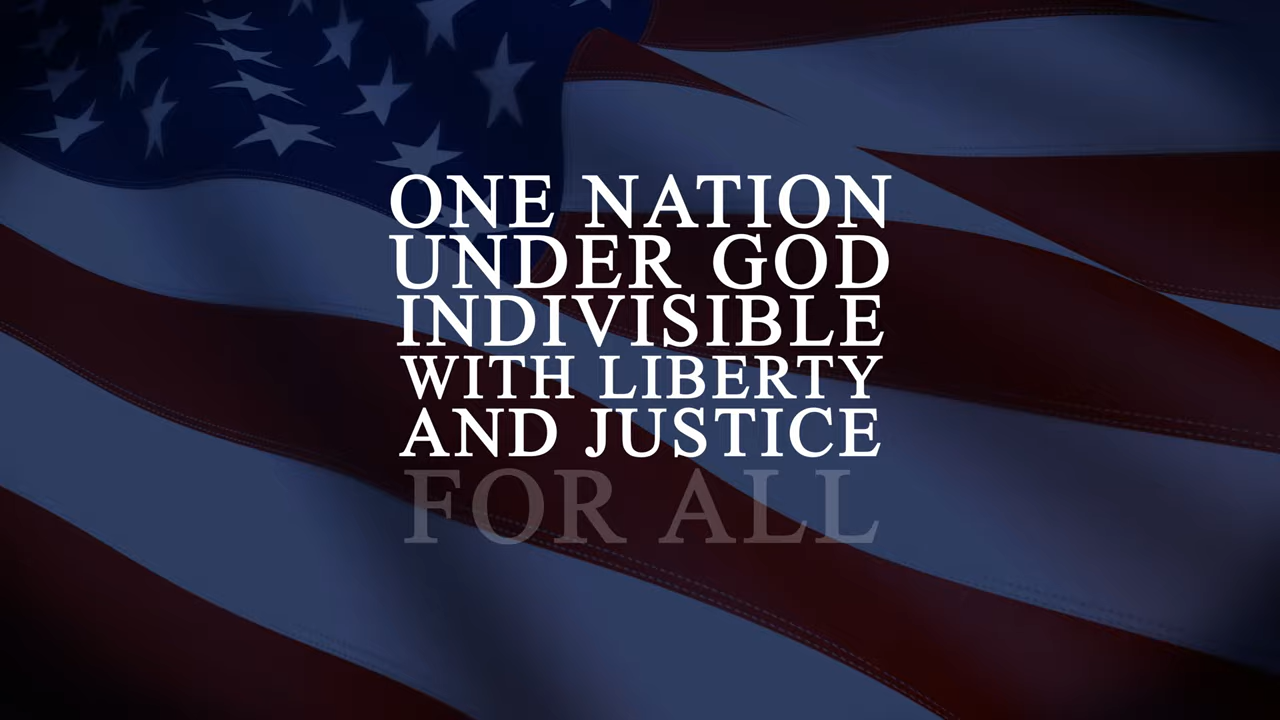 ONE NATION
UNDER GOD
INDIVISIBLE
WITH LIBERTY
AND JUSTICE
FOR ALL